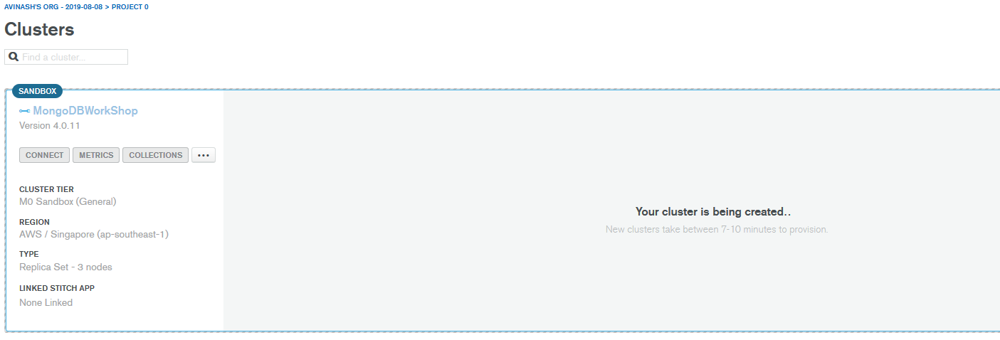 AVINASH'S ORG - 2019-08-08 > PROJECT 0
Clusters
Find a cluster...
SANDBOX
MongoDBWorkShop
Version 4.0.11
CONNECT METRICS COLLECTIONS •••
CLUSTER TIER
M0 Sandbox (General)
REGION
AWS / Singapore (ap-southeast-1)
TYPE
Replica Set - 3 nodes
LINKED STITCH APP
None Linked
Your cluster is being created..
New clusters take between 7-10 minutes to provision.